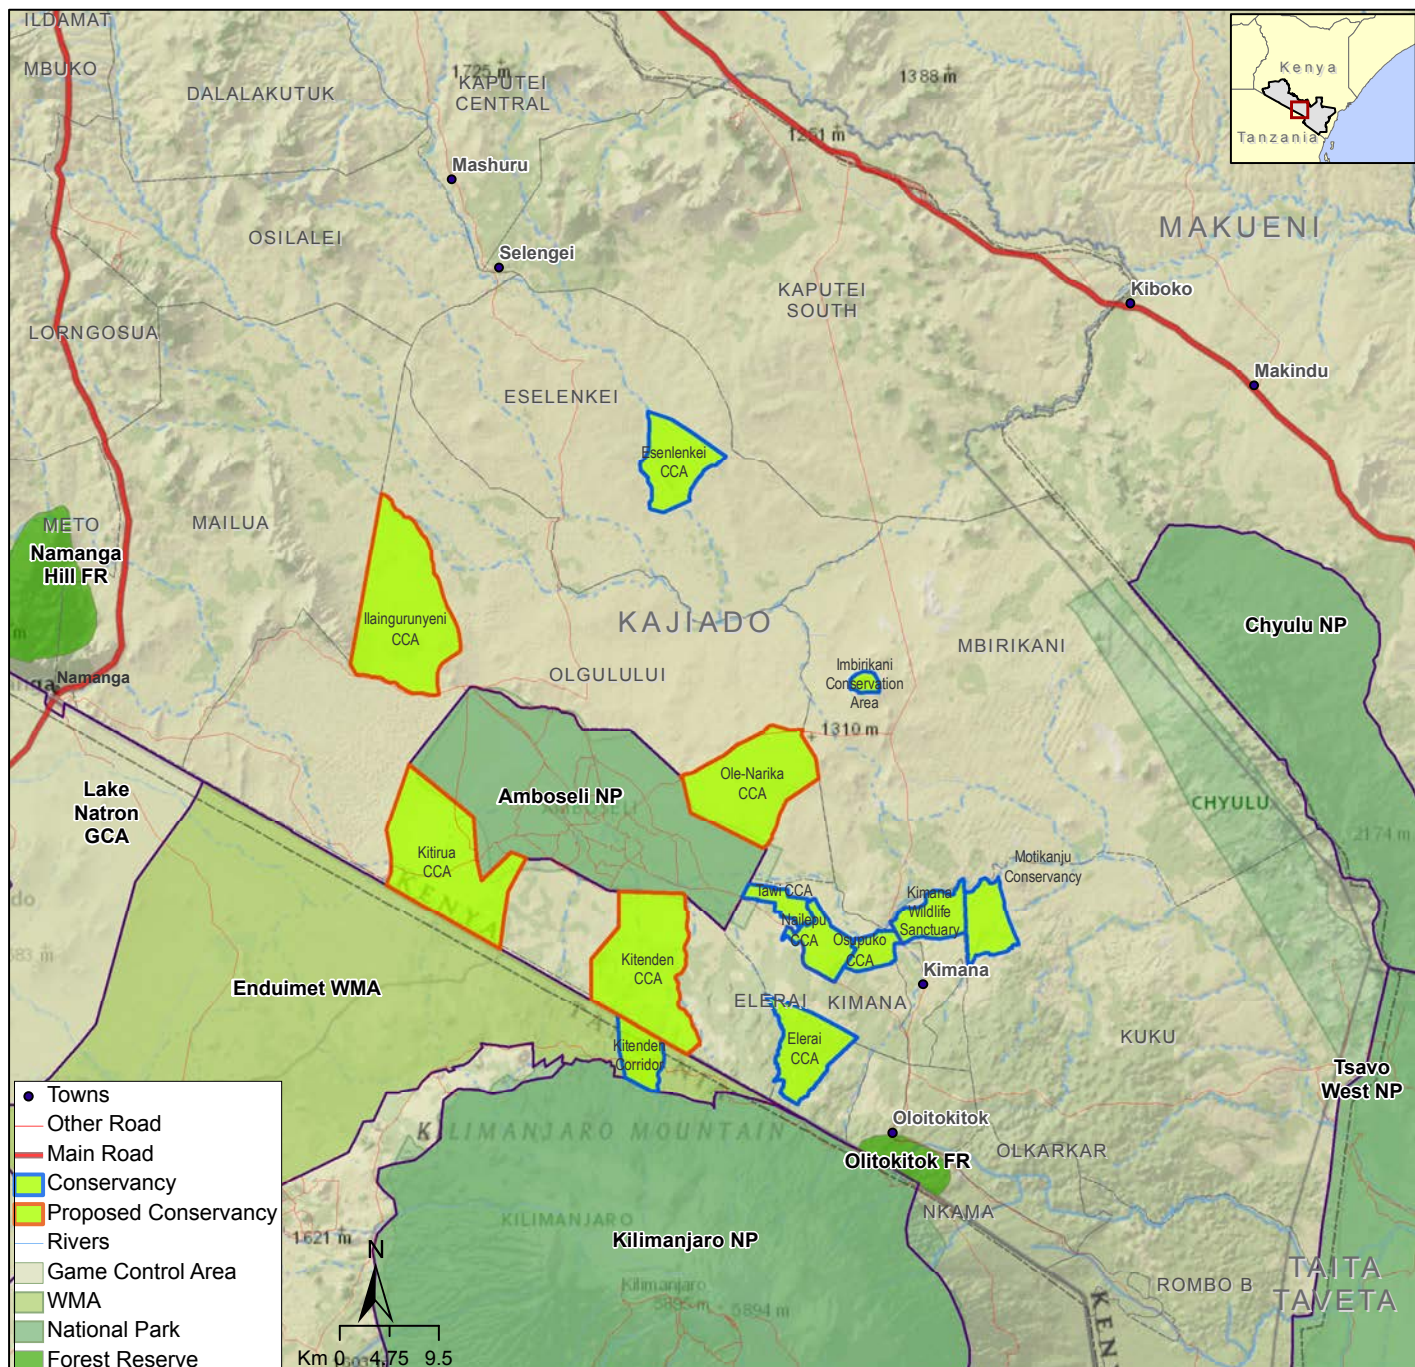 ILDAMAT
MBUKO
DALALAKUTUK
1725 m
KAPUTEI
CENTRAL
1388 m
1251 m
Kenya
Tanzania
Mashuru
OSILALEI
Selengei
MAKUENI
KAPUTEI
SOUTH
Kiboko
LORNGOSUA
Makindu
ESELENKEI
Esenlenkei
CCA
METO
MAILUA
Namanga
Hill FR
Ilaingurunyeni
CCA
KAJIADO
MBIRIKANI
Chyulu NP
OLGULULUI
Imbirikani
Conservation
Area
Namanga
1310 m
Ole-Narika
CCA
Amboseli NP
Lake
Natron
GCA
CHYULU
2174 m
Kitirua
CCA
KENYA
Motikanju
Conservancy
Tawi CCA
Kimana
Wildlife
Sanctuary
Nailepu
CCA
Osupuko
CCA
Kitenden
CCA
Kimana
Enduimet WMA
ELERAI
KIMANA
Elerai
CCA
KUKU
Kitenden
Corridor
Tsavo
West NP
Oloitokitok
KILIMANJARO MOUNTAIN
OLKARKAR
Olitokitok FR
NKAMA
KILIMANJARO
Kilimanjaro NP
1621 m
Kilimanjaro
5895 m
5894 m
ROMBO B
TAITA
TAVETA
Towns
Other Road
Main Road
Conservancy
Proposed Conservancy
Rivers
Game Control Area
WMA
National Park
Forest Reserve
N
Km 0 4.75 9.5